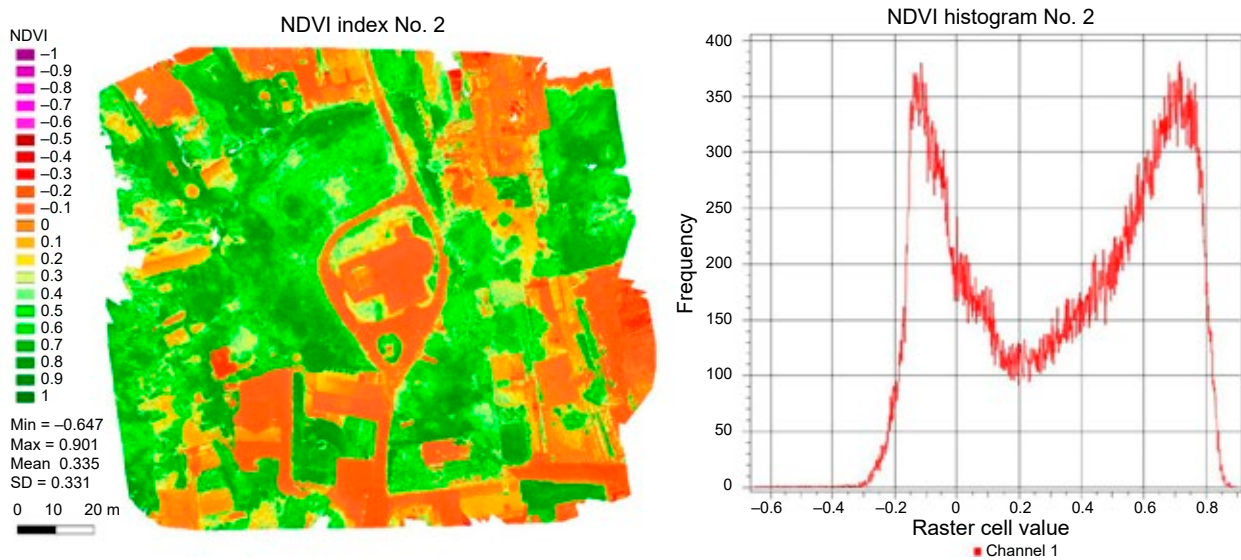 NDVI index No. 2
NDVI
–1
–0.9
–0.8
–0.7
–0.6
–0.5
–0.4
–0.3
–0.2
–0.1
0
0.1
0.2
0.3
0.4
0.5
0.6
0.7
0.8
0.9
1
Min = –0.647
Max = 0.901
Mean 0.335
SD = 0.331
0 10 20 m
NDVI histogram No. 2
Frequency
400
350
300
250
200
150
100
50
0
–0.6 –0.4 –0.2 0 0.2 0.4 0.6 0.8
Raster cell value
Channel 1